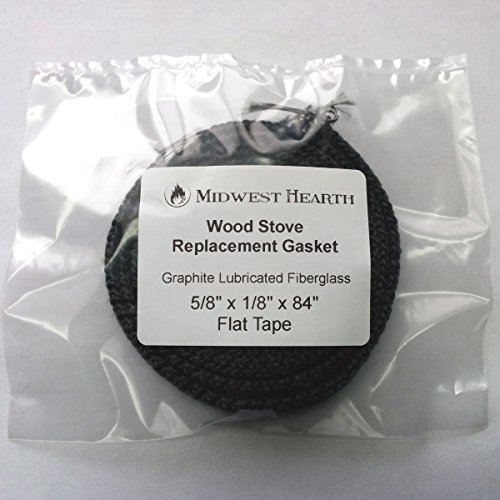 MIDWEST HEARTH
Wood Stove
Replacement Gasket
Graphite Lubricated Fiberglass
5/8" x 1/8" x 84"
Flat Tape